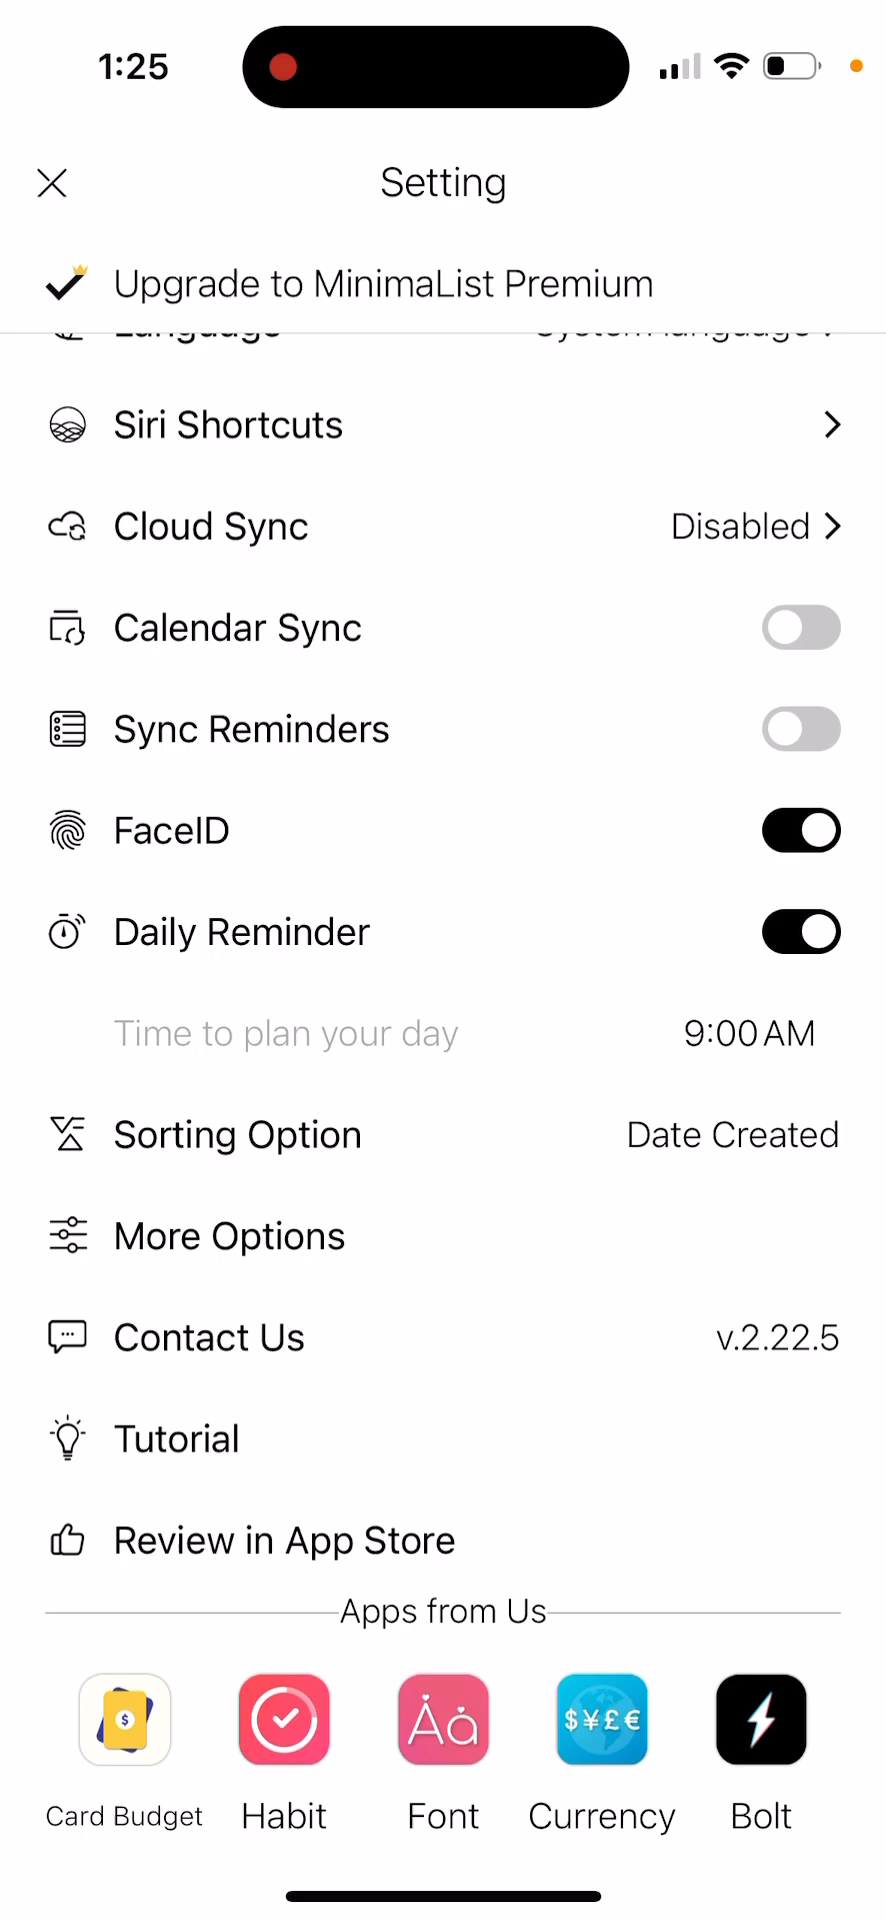 1:25
Setting
Upgrade to MinimaList Premium
Siri Shortcuts
Cloud Sync Disabled
Calendar Sync
Sync Reminders
FaceID
Daily Reminder
Time to plan your day 9:00 AM
Sorting Option Date Created
More Options
Contact Us v.2.22.5
Tutorial
Review in App Store
Apps from Us
$ Aa $¥£€
Card Budget Habit Font Currency Bolt